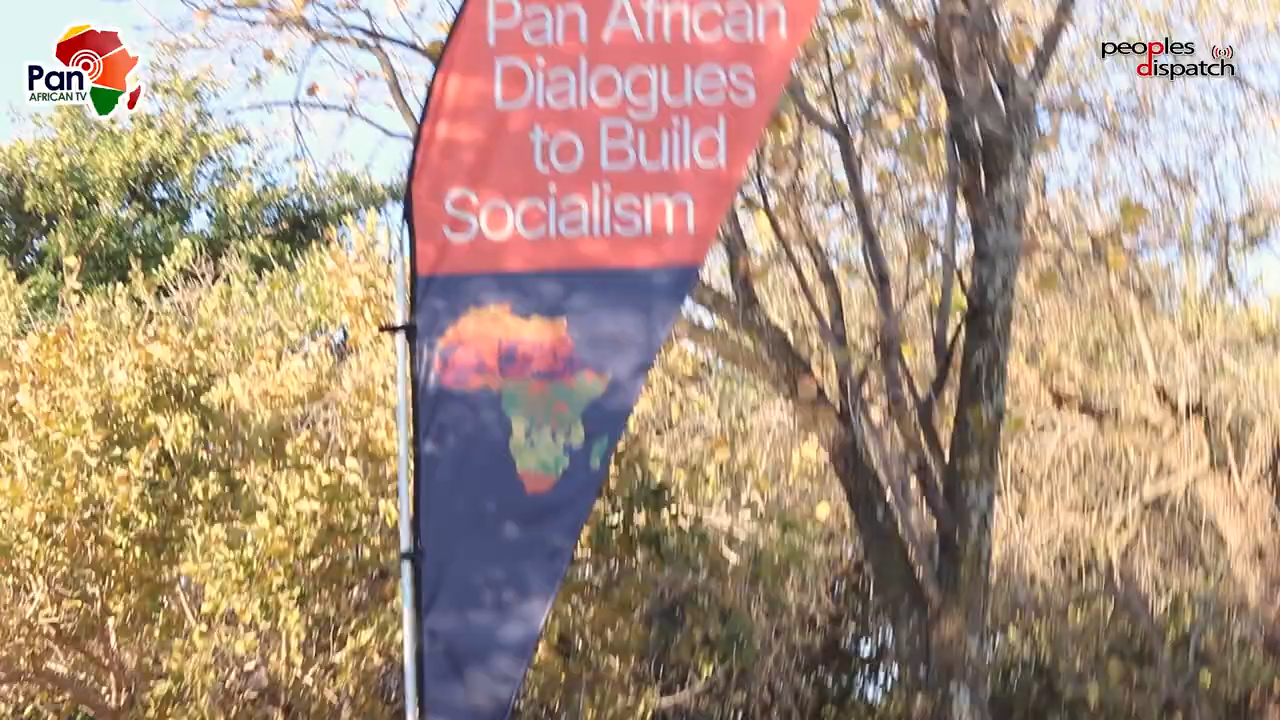 Pan
AFRICAN TV
peoples
dispatch
Pan African
Dialogues
to Build
Socialism